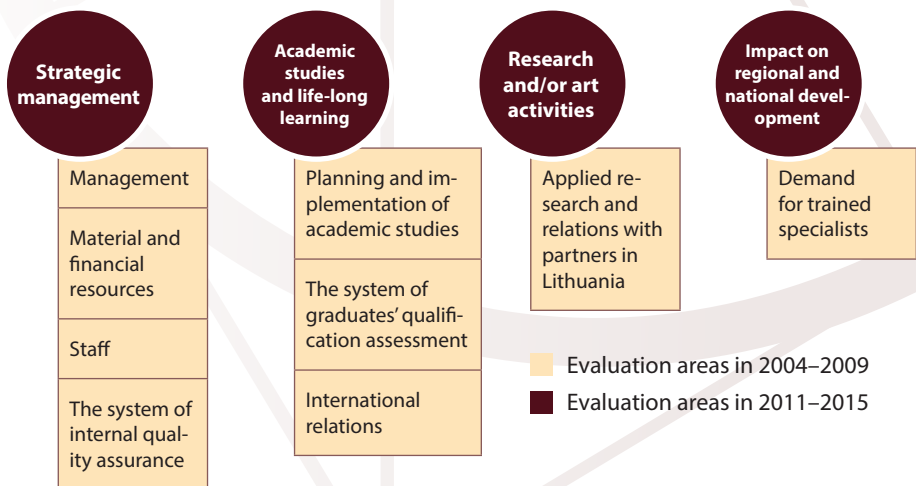 Strategic
management
Management
Material and
financial
resources
Staff
The system of
internal qual-
ity assurance
Academic
studies
and life-long
learning
Planning and im-
plementation of
academic studies
The system of
graduates’ qualifi-
cation assessment
International
relations
Research
and/or art
activities
Applied re-
search and
relations with
partners in
Lithuania
Impact on
regional and
national devel-
opment
Demand
for trained
specialists
Evaluation areas in 2004–2009
Evaluation areas in 2011–2015